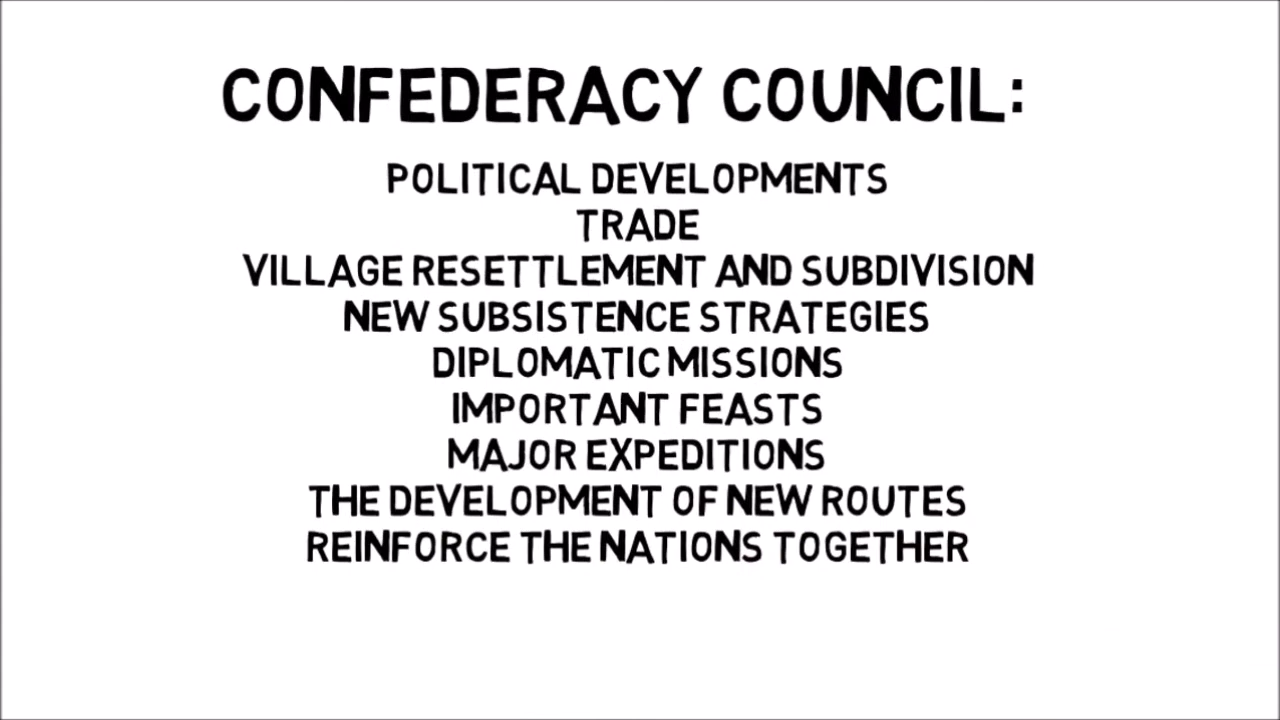 CONFEDERACY COUNCIL:
POLITICAL DEVELOPMENTS
TRADE
VILLAGE RESETTLEMENT AND SUBDIVISION
NEW SUBSISTENCE STRATEGIES
DIPLOMATIC MISSIONS
IMPORTANT FEASTS
MAJOR EXPEDITIONS
THE DEVELOPMENT OF NEW ROUTES
REINFORCE THE NATIONS TOGETHER